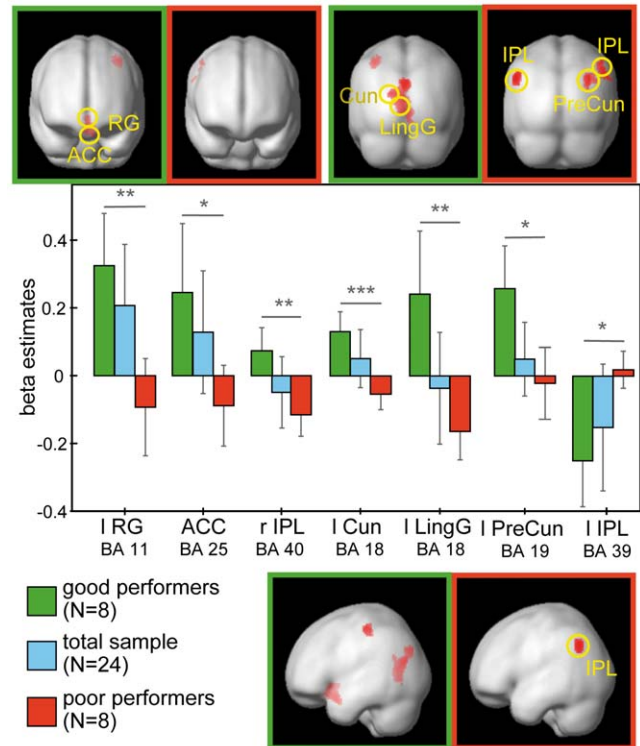 IPL
IPL
Cun
PreCun
LingG
RG
ACC
** * ** *** ** * *
beta estimates
0.4
0.2
0
-0.2
-0.4
l RG ACC r IPL l Cun l LingG l PreCun l IPL
BA 11 BA 25 BA 40 BA 18 BA 18 BA 19 BA 39
good performers
(N=8)
total sample
(N=24)
poor performers
(N=8)
IPL